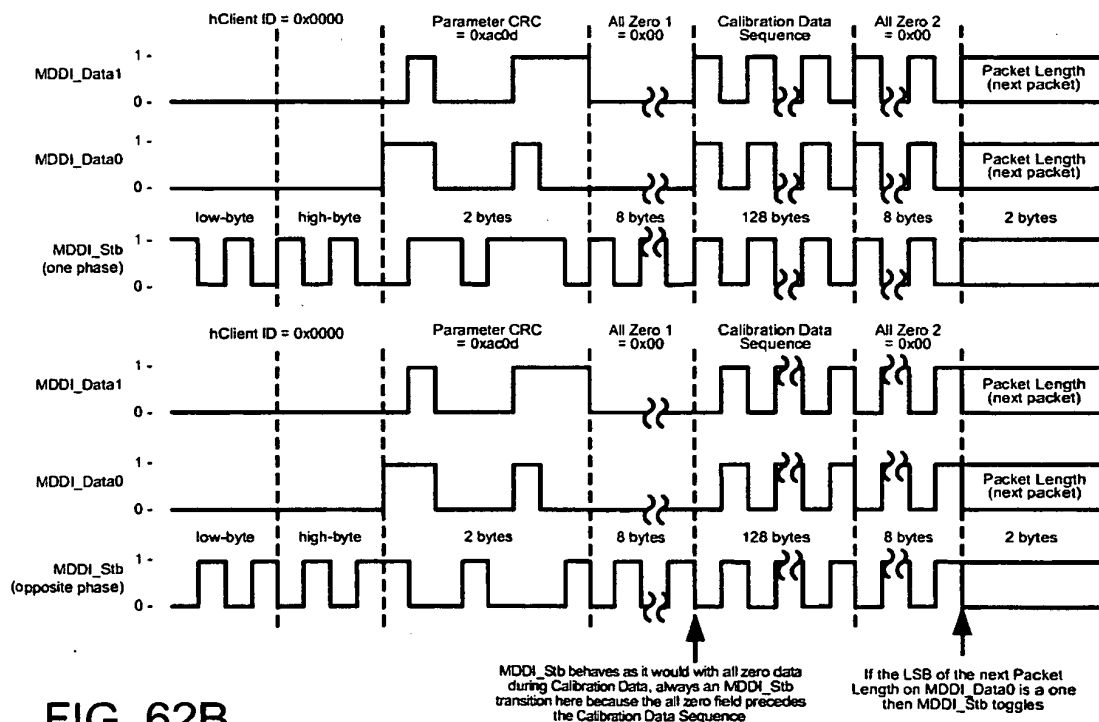 hClient ID = 0x0000
Parameter CRC
= 0xac0d
All Zero 1
= 0x00
Calibration Data
Sequence
All Zero 2
= 0x00
MDDI_Data1
1 -
0 -
Packet Length
(next packet)
MDDI_Data0
1 -
0 -
Packet Length
(next packet)
low-byte
high-byte
2 bytes
8 bytes
128 bytes
8 bytes
2 bytes
MDDI_Stb
(one phase)
1 -
0 -
hClient ID = 0x0000
Parameter CRC
= 0xac0d
All Zero 1
= 0x00
Calibration Data
Sequence
All Zero 2
= 0x00
MDDI_Data1
1 -
0 -
Packet Length
(next packet)
MDDI_Data0
1 -
0 -
Packet Length
(next packet)
low-byte
high-byte
2 bytes
8 bytes
128 bytes
8 bytes
2 bytes
MDDI_Stb
(opposite phase)
1 -
0 -
MDDI_Stb behaves as it would with all zero data
during Calibration Data, always an MDDI_Stb
transition here because the all zero field precedes
the Calibration Data Sequence
If the LSB of the next Packet
Length on MDDI_Data0 is a one
then MDDI_Stb toggles
FIG. 62B